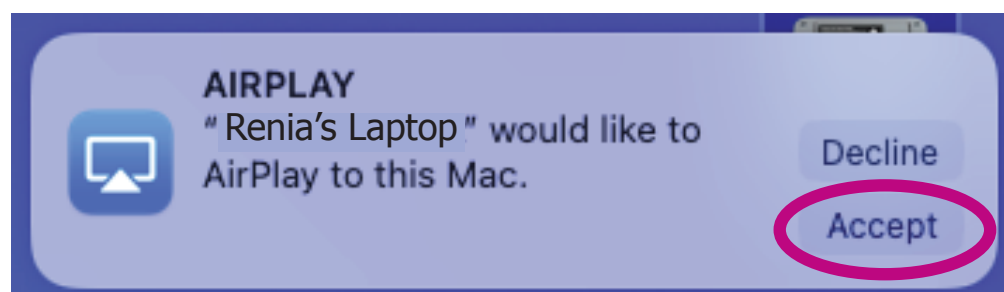 AIRPLAY
“Renia’s Laptop” would like to
AirPlay to this Mac.
Decline
Accept